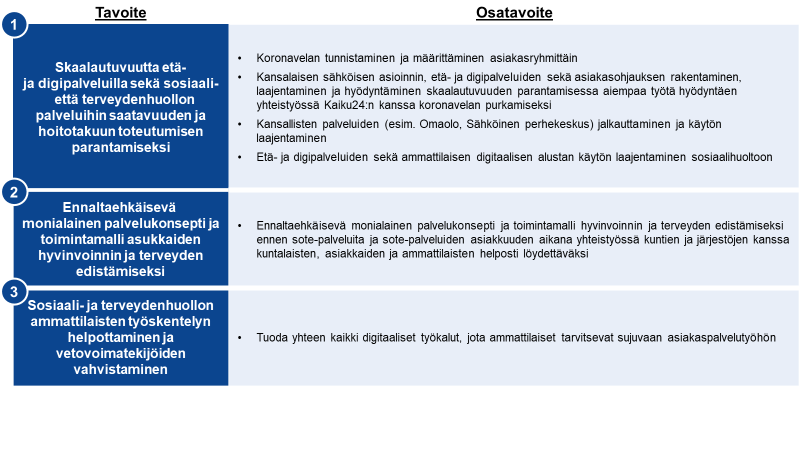 Tavoite
Osatavoite
1
Skaalautuvuutta etä-
ja digipalveluilla sekä sosiaali-
että terveydenhuollon
palveluihin saatavuuden ja
hoitotakuun toteutumisen
parantamiseksi
• Koronavelan tunnistaminen ja määrittäminen asiakasryhmittäin
• Kansalaisen sähköisen asioinnin, etä- ja digipalveluiden sekä asiakasohjauksen rakentaminen,
laajentaminen ja hyödyntäminen skaalautuvuuden parantamisessa aiempaa työtä hyödyntäen
yhteistyössä Kaiku24:n kanssa koronavelan purkamiseksi
• Kansallisten palveluiden (esim. Omaolo, Sähköinen perhekeskus) jalkauttaminen ja käytön
laajentaminen
• Etä- ja digipalveluiden sekä ammattilaisen digitaalisen alustan käytön laajentaminen sosiaalihuoltoon
2
Ennaltaehkäisevä
monialainen palvelukonsepti ja
toimintamalli asukkaiden
hyvinvoinnin ja terveyden
edistämiseksi
• Ennaltaehkäisevä monialainen palvelukonsepti ja toimintamalli hyvinvoinnin ja terveyden edistämiseksi
ennen sote-palveluita ja sote-palveluiden asiakkuuden aikana yhteistyössä kuntien ja järjestöjen kanssa
kuntalaisten, asiakkaiden ja ammattilaisten helposti löydettäväksi
3
Sosiaali- ja terveydenhuollon
ammattilaisten työskentelyn
helpottaminen ja
vetovoimatekijöiden
vahvistaminen
• Tuoda yhteen kaikki digitaaliset työkalut, jota ammattilaiset tarvitsevat sujuvaan asiakaspalvelutyöhön